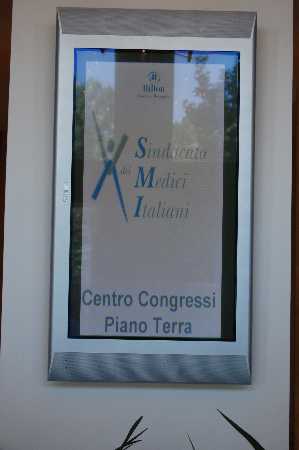 Hilton
Sindacato
dei Medici
Italiani
Centro Congressi
Piano Terra